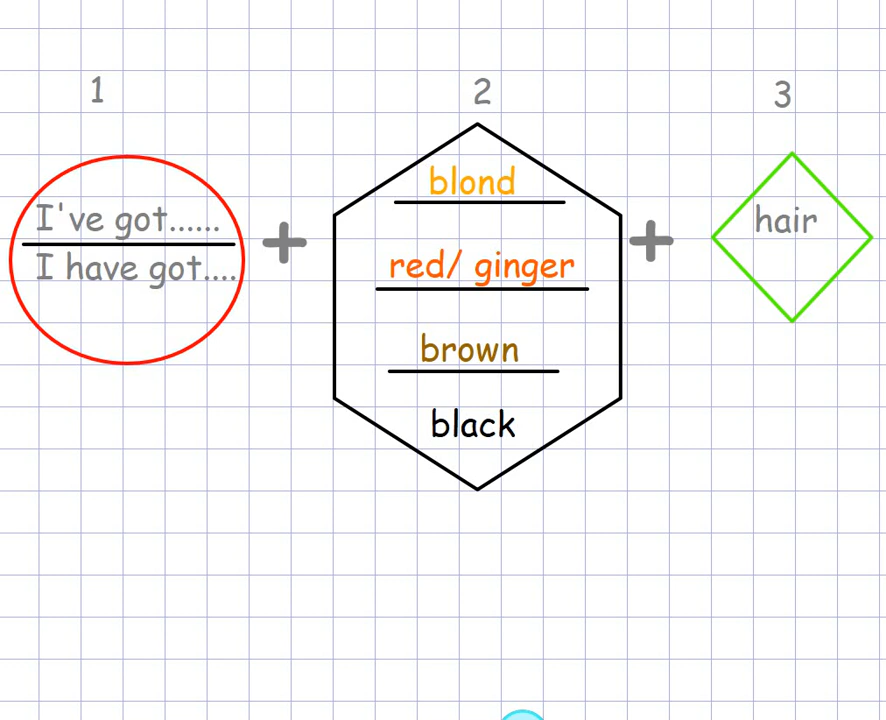 1
2
3
I've got......
I have got....
blond
red/ ginger
brown
black
hair
+
+